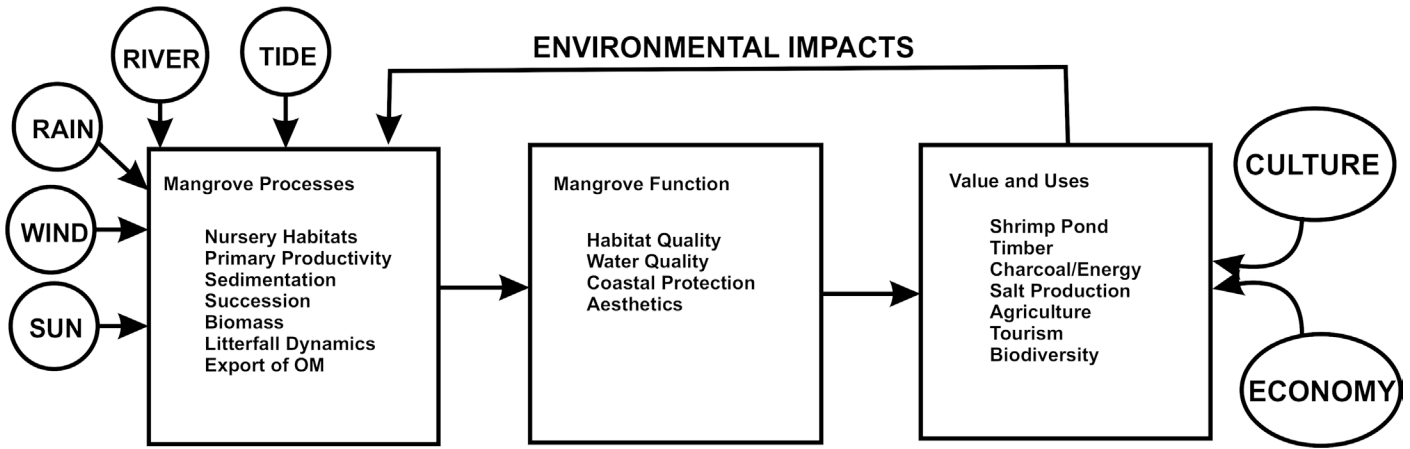 ENVIRONMENTAL IMPACTS
RIVER
TIDE
RAIN
WIND
SUN
Mangrove Processes
Nursery Habitats
Primary Productivity
Sedimentation
Succession
Biomass
Litterfall Dynamics
Export of OM
Mangrove Function
Habitat Quality
Water Quality
Coastal Protection
Aesthetics
Value and Uses
Shrimp Pond
Timber
Charcoal/Energy
Salt Production
Agriculture
Tourism
Biodiversity
CULTURE
ECONOMY